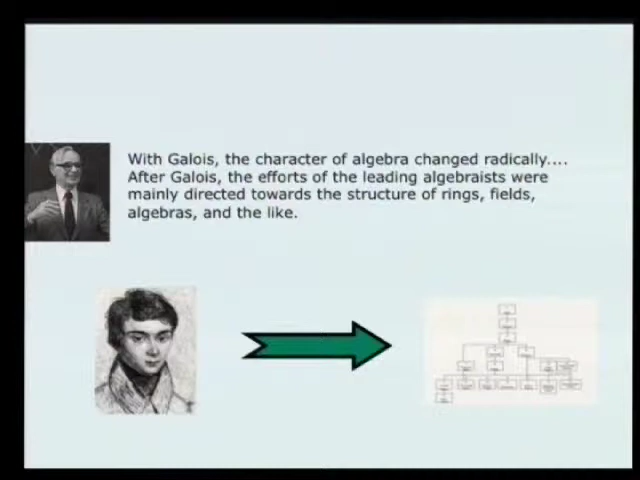 With Galois, the character of algebra changed radically....
After Galois, the efforts of the leading algebraists were
mainly directed towards the structure of rings, fields,
algebras, and the like.